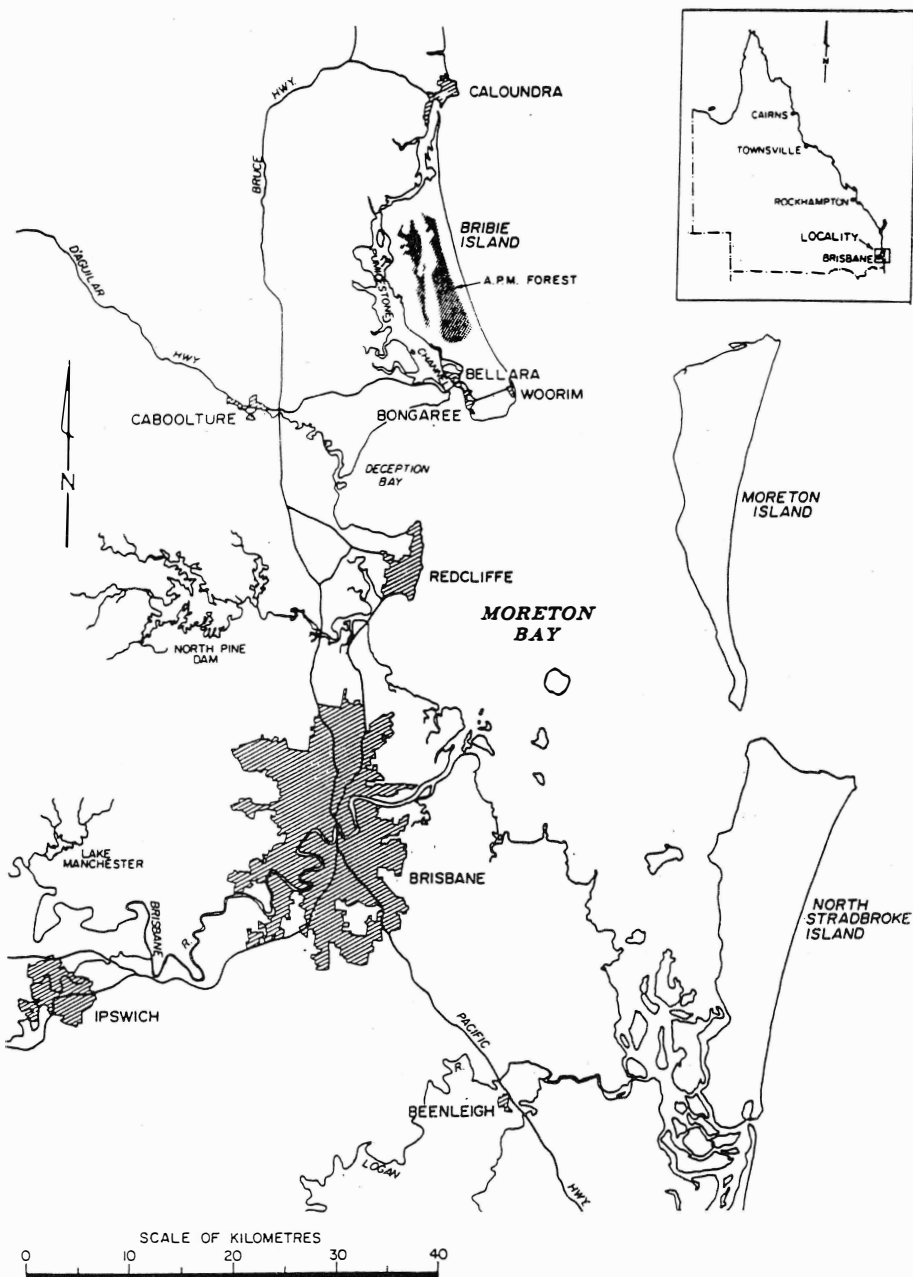 CALOUNDRA
HWY.
BRUCE
N
CAIRNS
TOWNSVILLE
ROCKHAMPTON
LOCALITY
BRISBANE
BRIBIE
ISLAND
A.P.M. FOREST
D'AGUILAR
HWY
CHANNEL
BELLARA
WOORIM
BONGAREE
CABOOLTURE
N
DECEPTION
BAY
MORETON
ISLAND
REDCLIFFE
MORETON
BAY
NORTH PINE
DAM
LAKE
MANCHESTER
BRISBANE
R.
BRISBANE
NORTH
STRADBROKE
ISLAND
IPSWICH
PACIFIC
HWY.
R.
BEENLEIGH
LOGAN
SCALE OF KILOMETRES
0 10 20 30 40